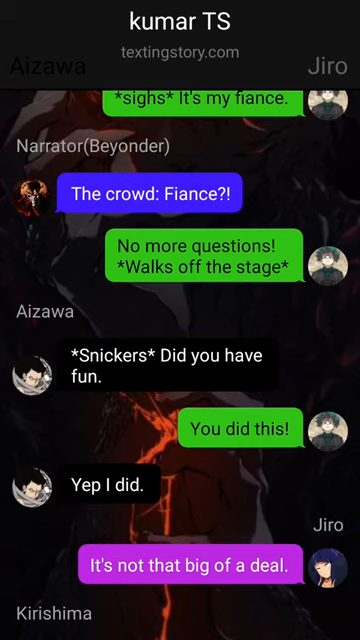 kumar TS
textingstory.com
Aizawa
Jiro
*sighs* It's my fiance.
Narrator(Beyonder)
The crowd: Fiance?!
No more questions!
*Walks off the stage*
Aizawa
*Snickers* Did you have
fun.
You did this!
Yep I did.
Jiro
It's not that big of a deal.
Kirishima